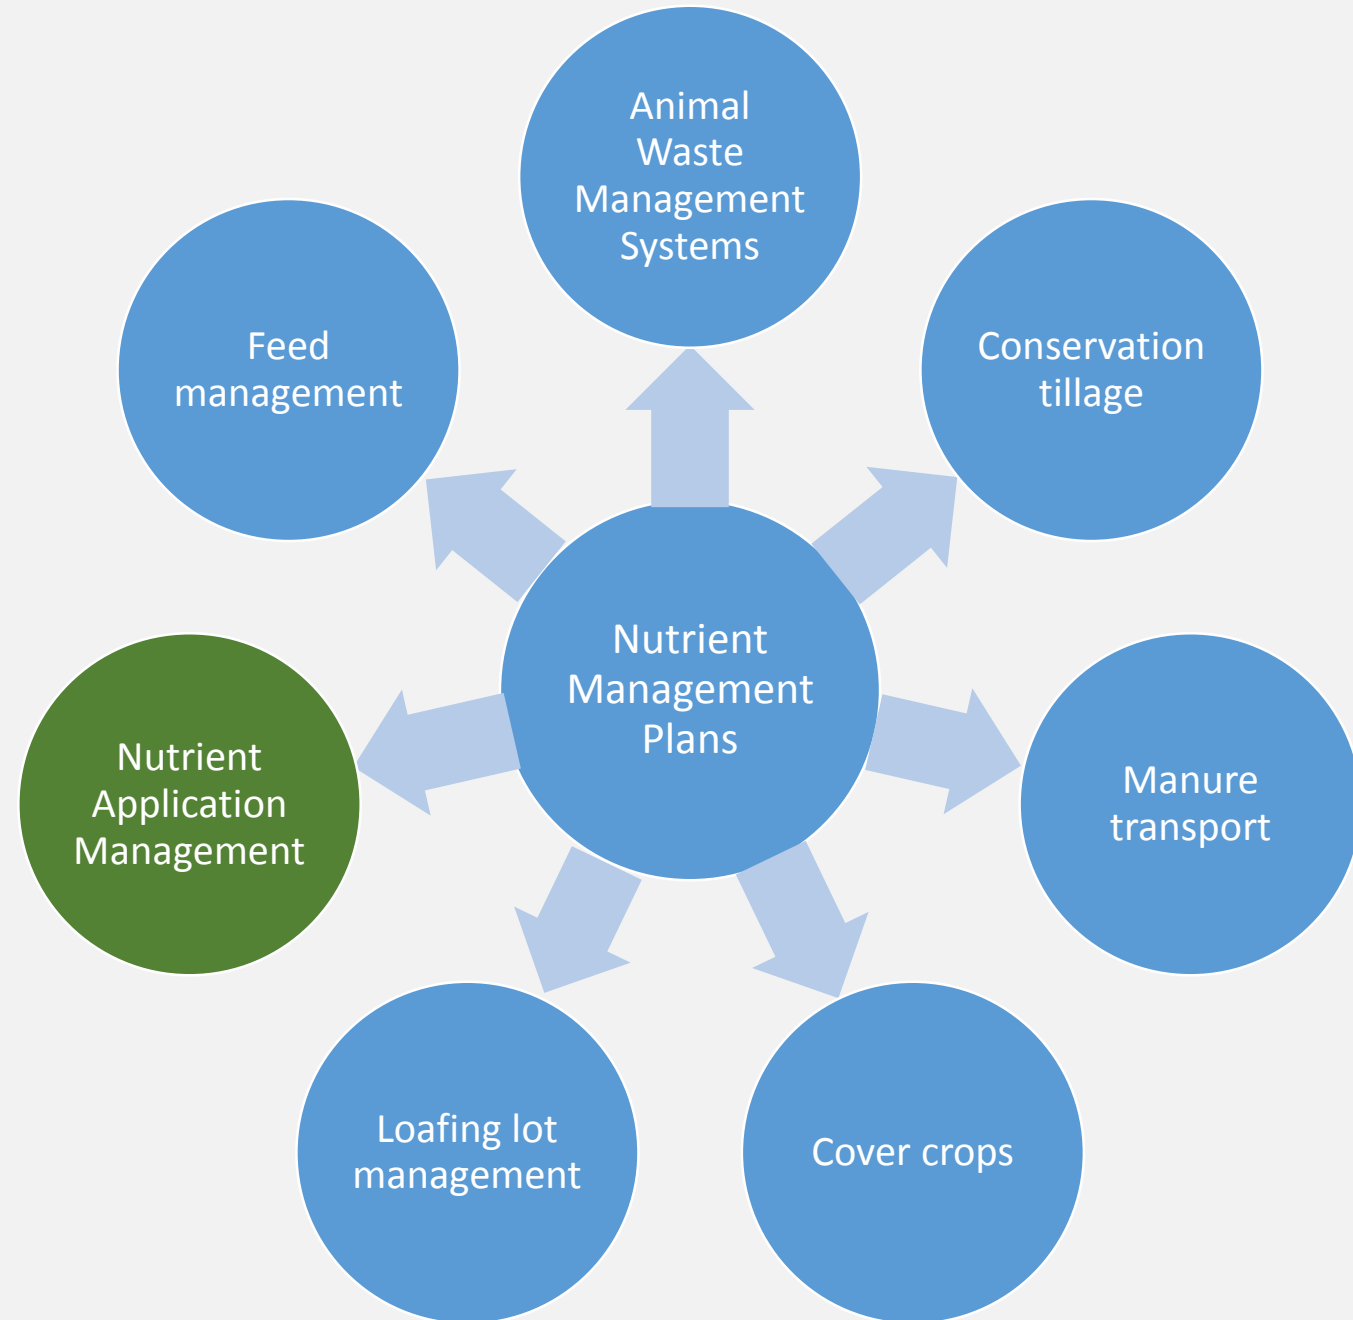 Animal
Waste
Management
Systems
Feed
management
Conservation
tillage
Nutrient
Management
Plans
Nutrient
Application
Management
Manure
transport
Loafing lot
management
Cover crops